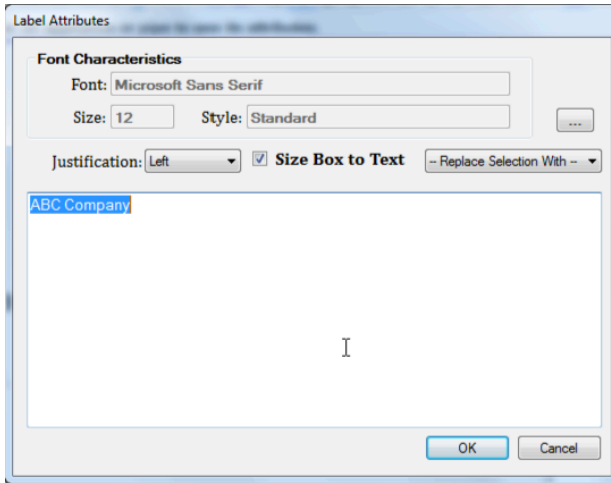 Label Attributes
Font Characteristics
Font: Microsoft Sans Serif
Size: 12 Style: Standard
...
Justification: Left Size Box to Text -- Replace Selection With --
ABC Company
OK Cancel